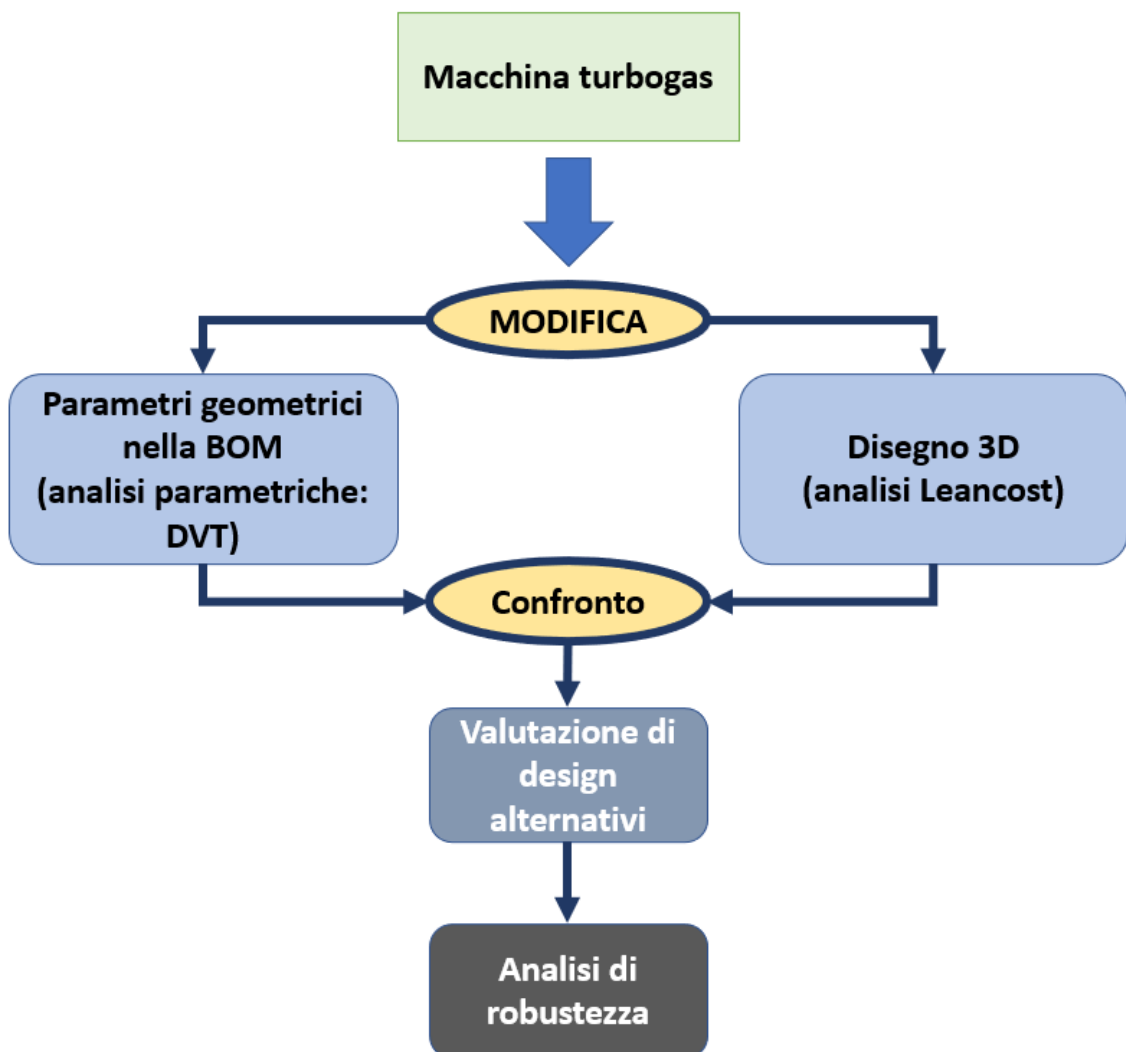 Macchina turbogas
MODIFICA
Parametri geometrici
nella BOM
(analisi parametriche:
DVT)
Disegno 3D
(analisi Leancost)
Confronto
Valutazione di
design
alternativi
Analisi di
robustezza